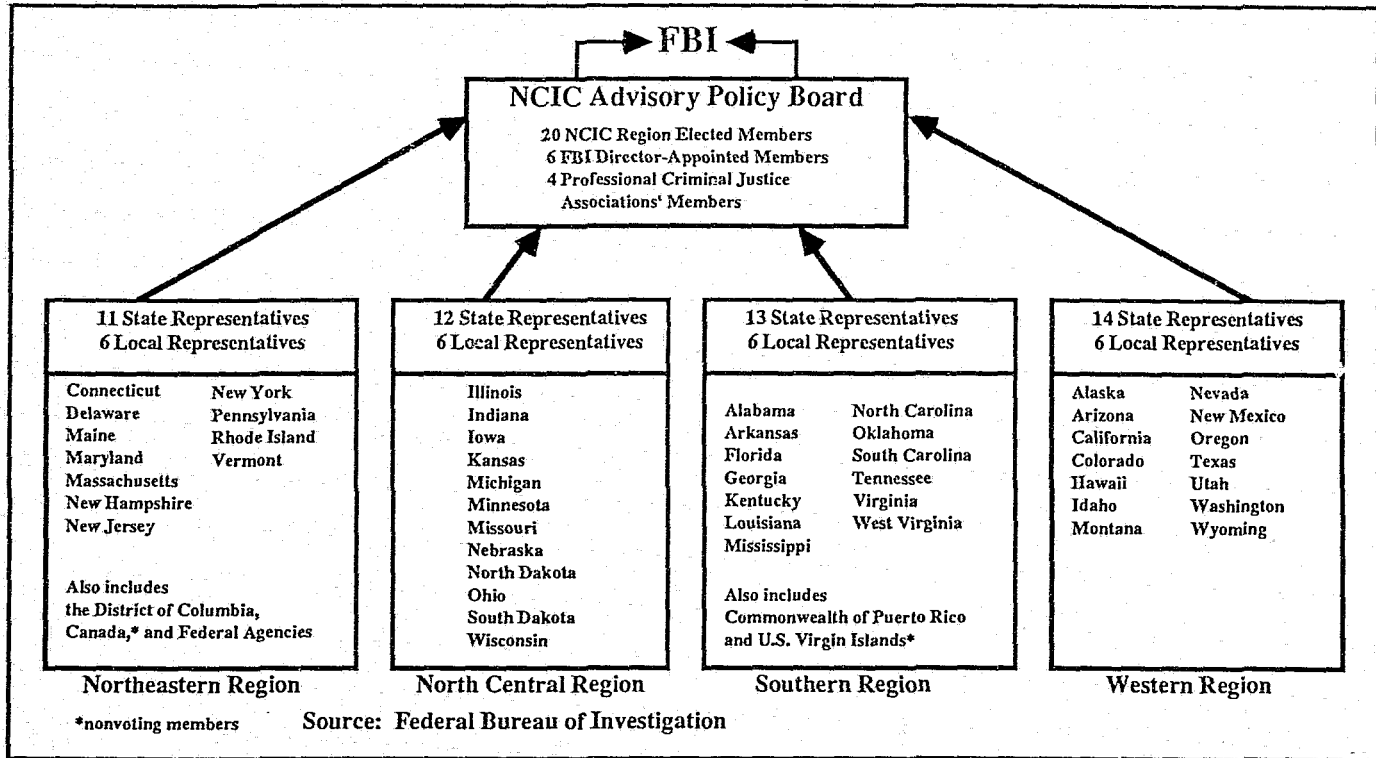 FBI
NCIC Advisory Policy Board
20 NCIC Region Elected Members
6 FBI Director-Appointed Members
4 Professional Criminal Justice
Associations' Members
11 State Representatives
6 Local Representatives
Connecticut
Delaware
Maine
Maryland
Massachusetts
New Hampshire
New Jersey
New York
Pennsylvania
Rhode Island
Vermont
Also includes
the District of Columbia,
Canada,* and Federal Agencies
Northeastern Region
12 State Representatives
6 Local Representatives
Illinois
Indiana
Iowa
Kansas
Michigan
Minnesota
Missouri
Nebraska
North Dakota
Ohio
South Dakota
Wisconsin
North Central Region
13 State Representatives
6 Local Representatives
Alabama
Arkansas
Florida
Georgia
Kentucky
Louisiana
Mississippi
North Carolina
Oklahoma
South Carolina
Tennessee
Virginia
West Virginia
Also includes
Commonwealth of Puerto Rico
and U.S. Virgin Islands*
Southern Region
14 State Representatives
6 Local Representatives
Alaska
Arizona
California
Colorado
Hawaii
Idaho
Montana
Nevada
New Mexico
Oregon
Texas
Utah
Washington
Wyoming
Western Region
*nonvoting members
Source: Federal Bureau of Investigation